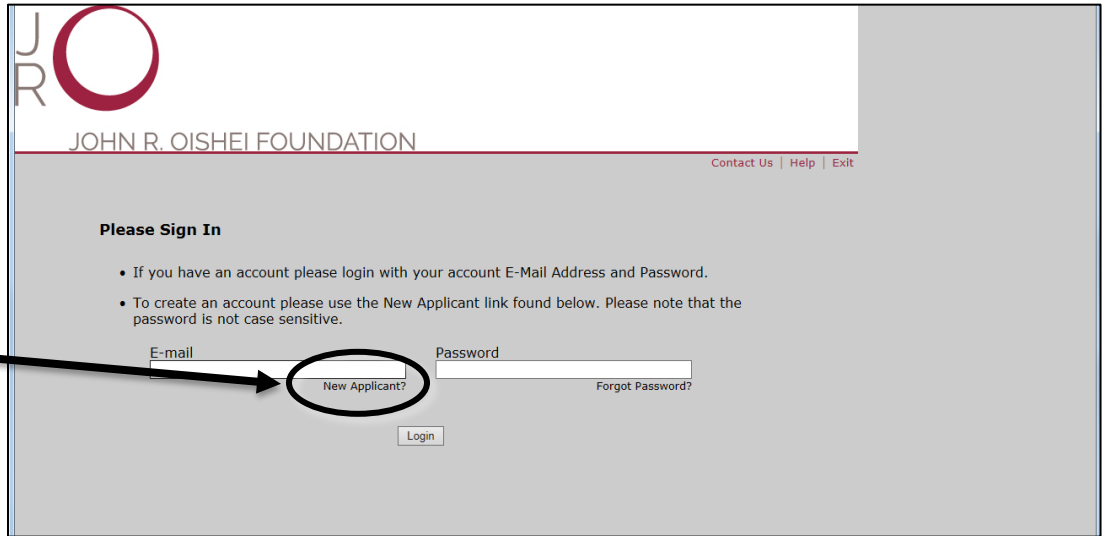 J
R
JOHN R. OISHEI FOUNDATION
Contact Us | Help | Exit
Please Sign In
• If you have an account please login with your account E-Mail Address and Password.
• To create an account please use the New Applicant link found below. Please note that the
password is not case sensitive.
E-mail Password
New Applicant? Forgot Password?
Login